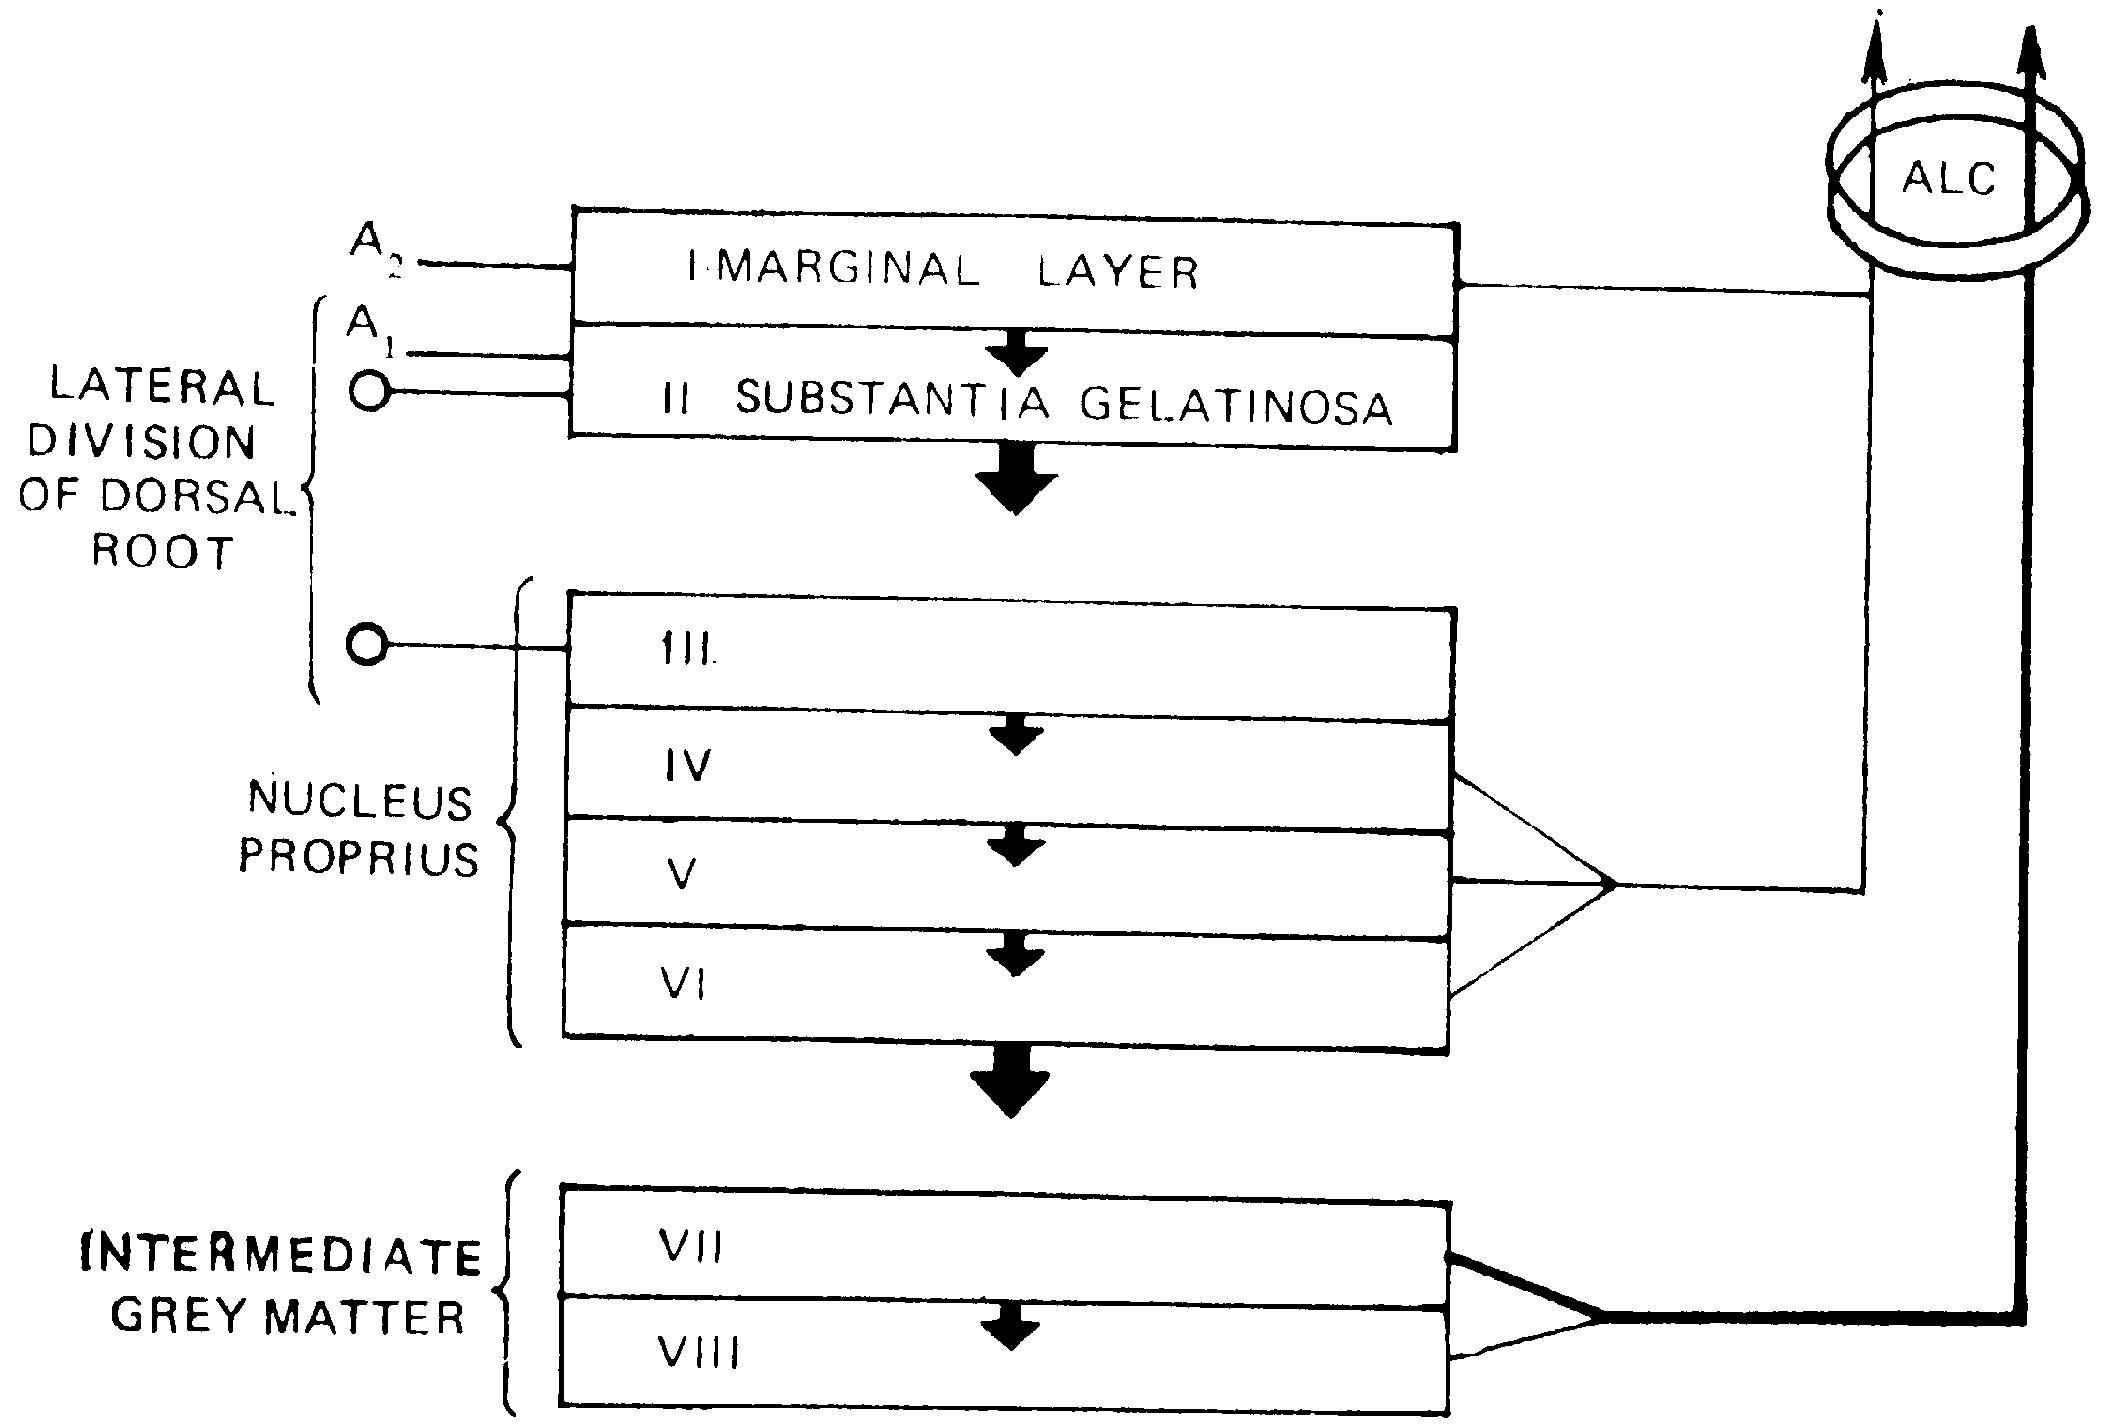 ALC
A2
I MARGINAL LAYER
A1
II SUBSTANTIA GELATINOSA
LATERAL
DIVISION
OF DORSAL
ROOT
III
IV
NUCLEUS
PROPRIUS
V
VI
VII
INTERMEDIATE
GREY MATTER
VIII